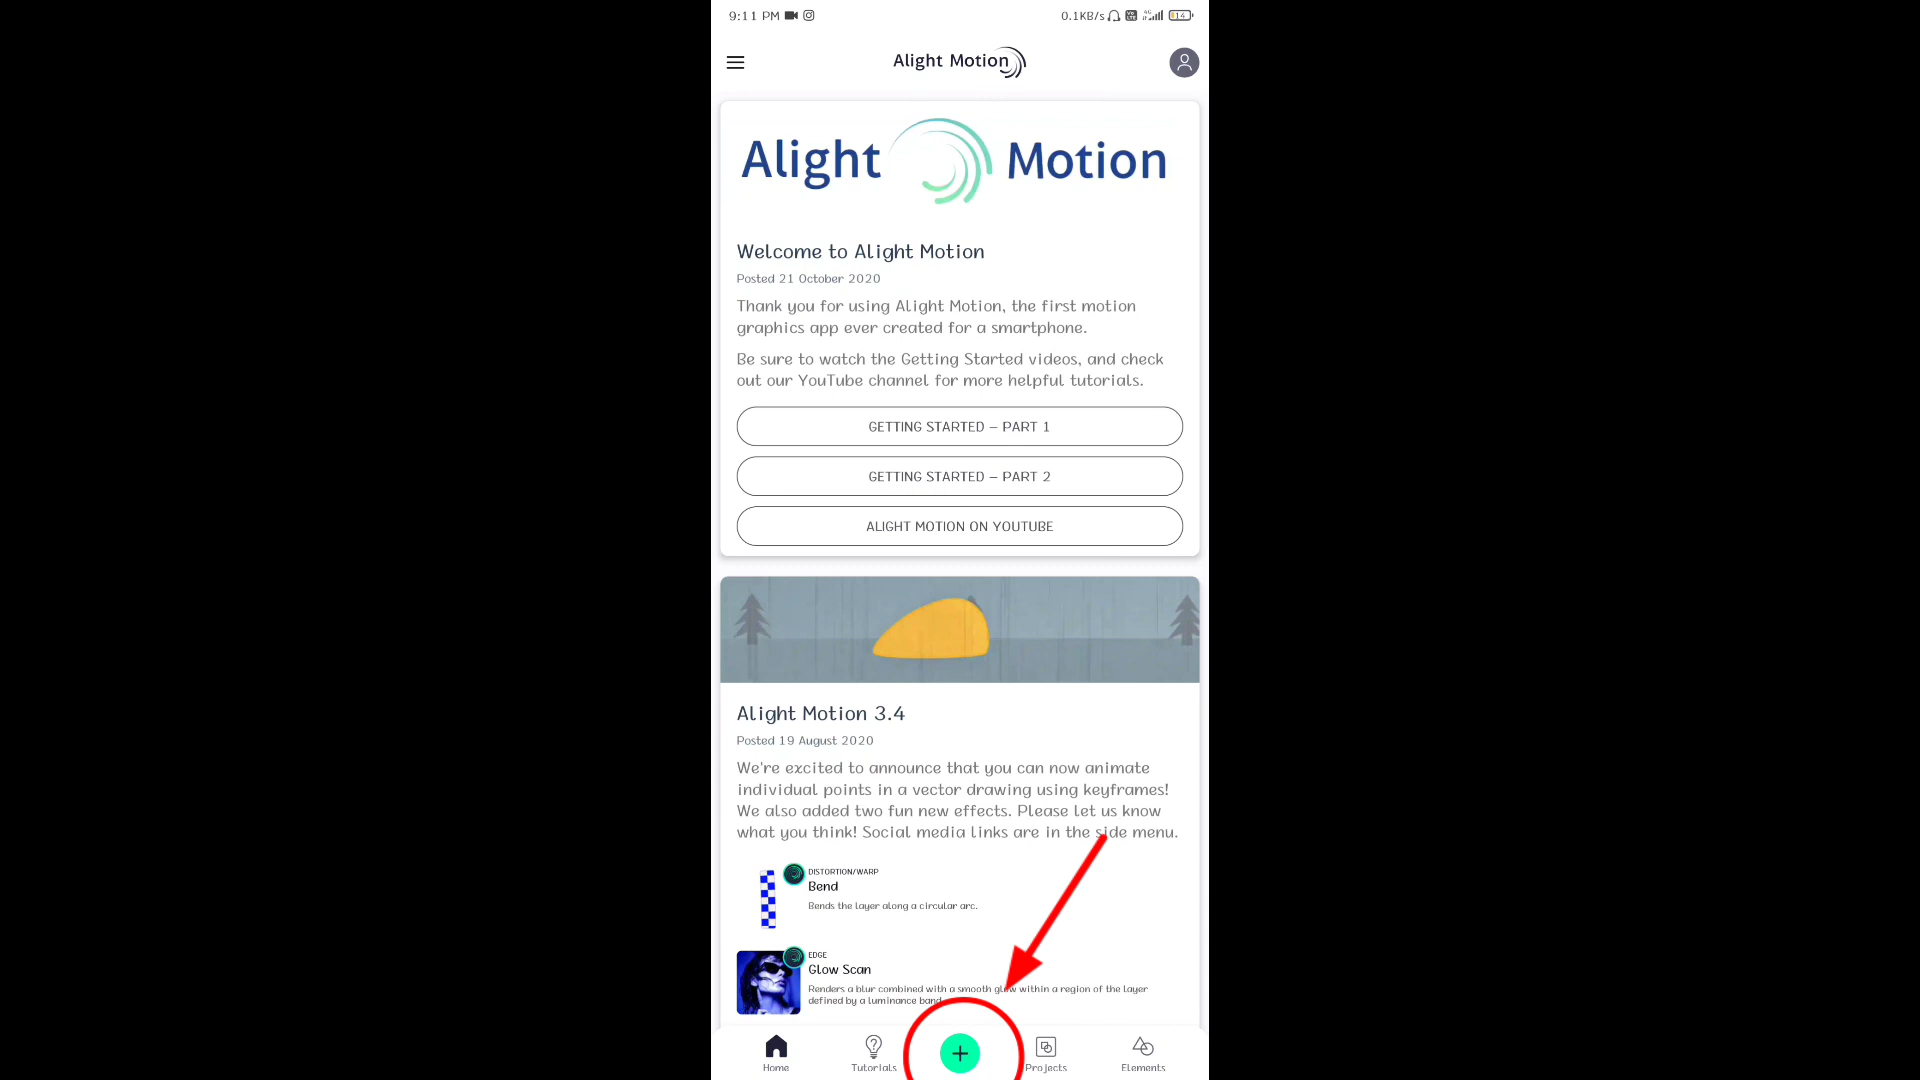 9:11 PM
0.1KB/s
4G
14
Alight Motion
Alight Motion
Welcome to Alight Motion
Posted 21 October 2020
Thank you for using Alight Motion, the first motion
graphics app ever created for a smartphone.
Be sure to watch the Getting Started videos, and check
out our YouTube channel for more helpful tutorials.
GETTING STARTED – PART 1
GETTING STARTED – PART 2
ALIGHT MOTION ON YOUTUBE
Alight Motion 3.4
Posted 19 August 2020
We're excited to announce that you can now animate
individual points in a vector drawing using keyframes!
We also added two fun new effects. Please let us know
what you think! Social media links are in the side menu.
DISTORTION/WARP
Bend
Bends the layer along a circular arc.
EDGE
Glow Scan
Renders a blur combined with a smooth glow within a region of the layer
defined by a luminance band.
Home
Tutorials
Projects
Elements